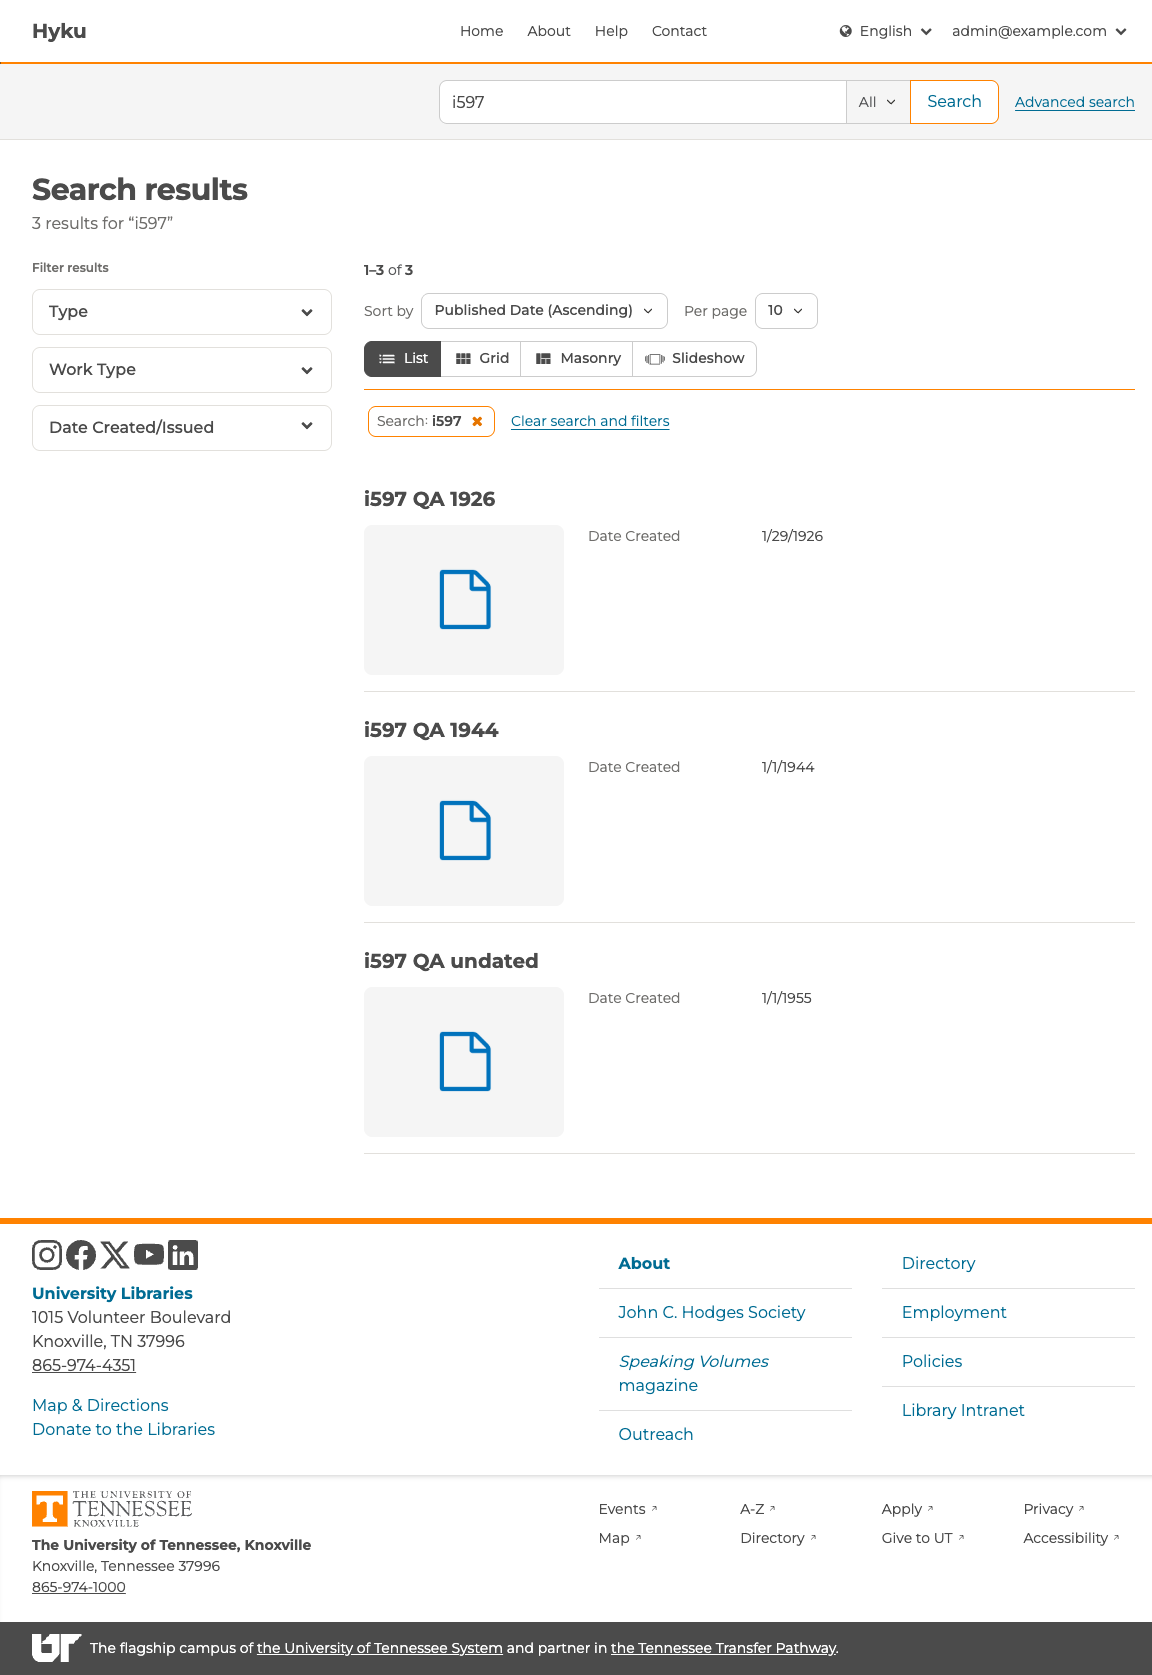 Hyku
Home About Help Contact
English
admin@example.com
i597
All
Search
Advanced search
Search results
3 results for “i597”
Filter results
Type
Work Type
Date Created/Issued
1–3 of 3
Sort by Published Date (Ascending)
Per page 10
List Grid Masonry Slideshow
Search: i597 ✖
Clear search and filters
i597 QA 1926
Date Created 1/29/1926
i597 QA 1944
Date Created 1/1/1944
i597 QA undated
Date Created 1/1/1955
University Libraries
1015 Volunteer Boulevard
Knoxville, TN 37996
865-974-4351
Map & Directions
Donate to the Libraries
About
John C. Hodges Society
Speaking Volumes
magazine
Outreach
Directory
Employment
Policies
Library Intranet
T THE UNIVERSITY OF
TENNESSEE
KNOXVILLE
The University of Tennessee, Knoxville
Knoxville, Tennessee 37996
865-974-1000
Events ↗ A-Z ↗ Apply ↗ Privacy ↗
Map ↗ Directory ↗ Give to UT ↗ Accessibility ↗
UT The flagship campus of the University of Tennessee System and partner in the Tennessee Transfer Pathway.